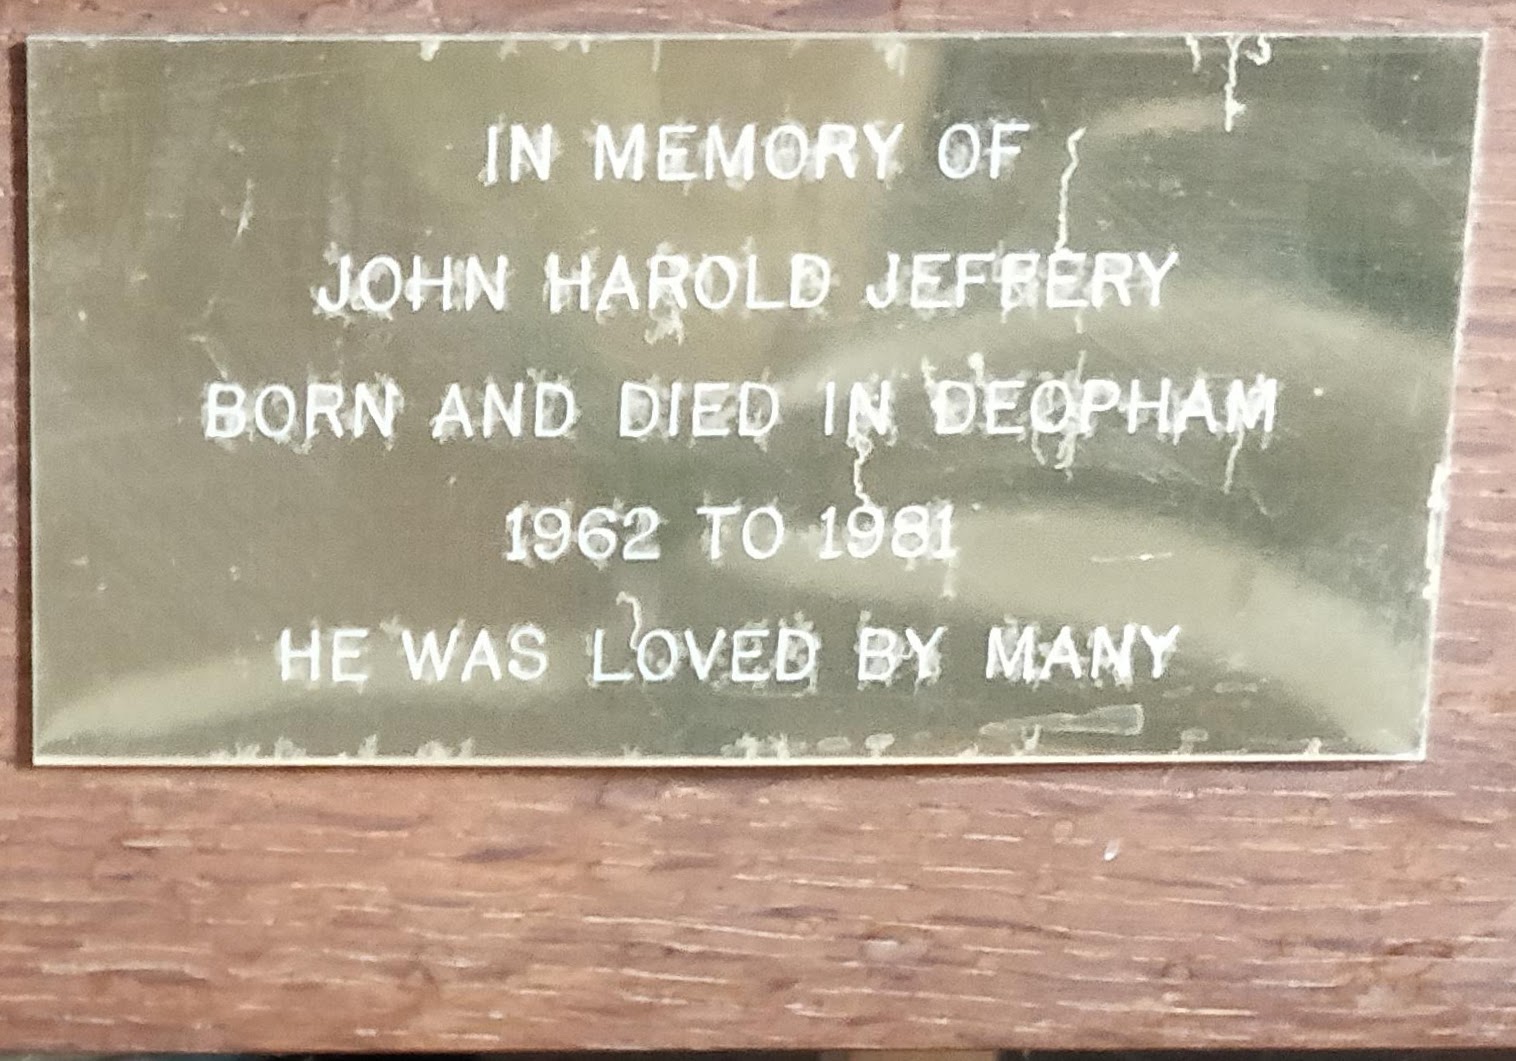 IN MEMORY OF
JOHN HAROLD JEFFERY
BORN AND DIED IN DEOPHAM
1962 TO 1981
HE WAS LOVED BY MANY